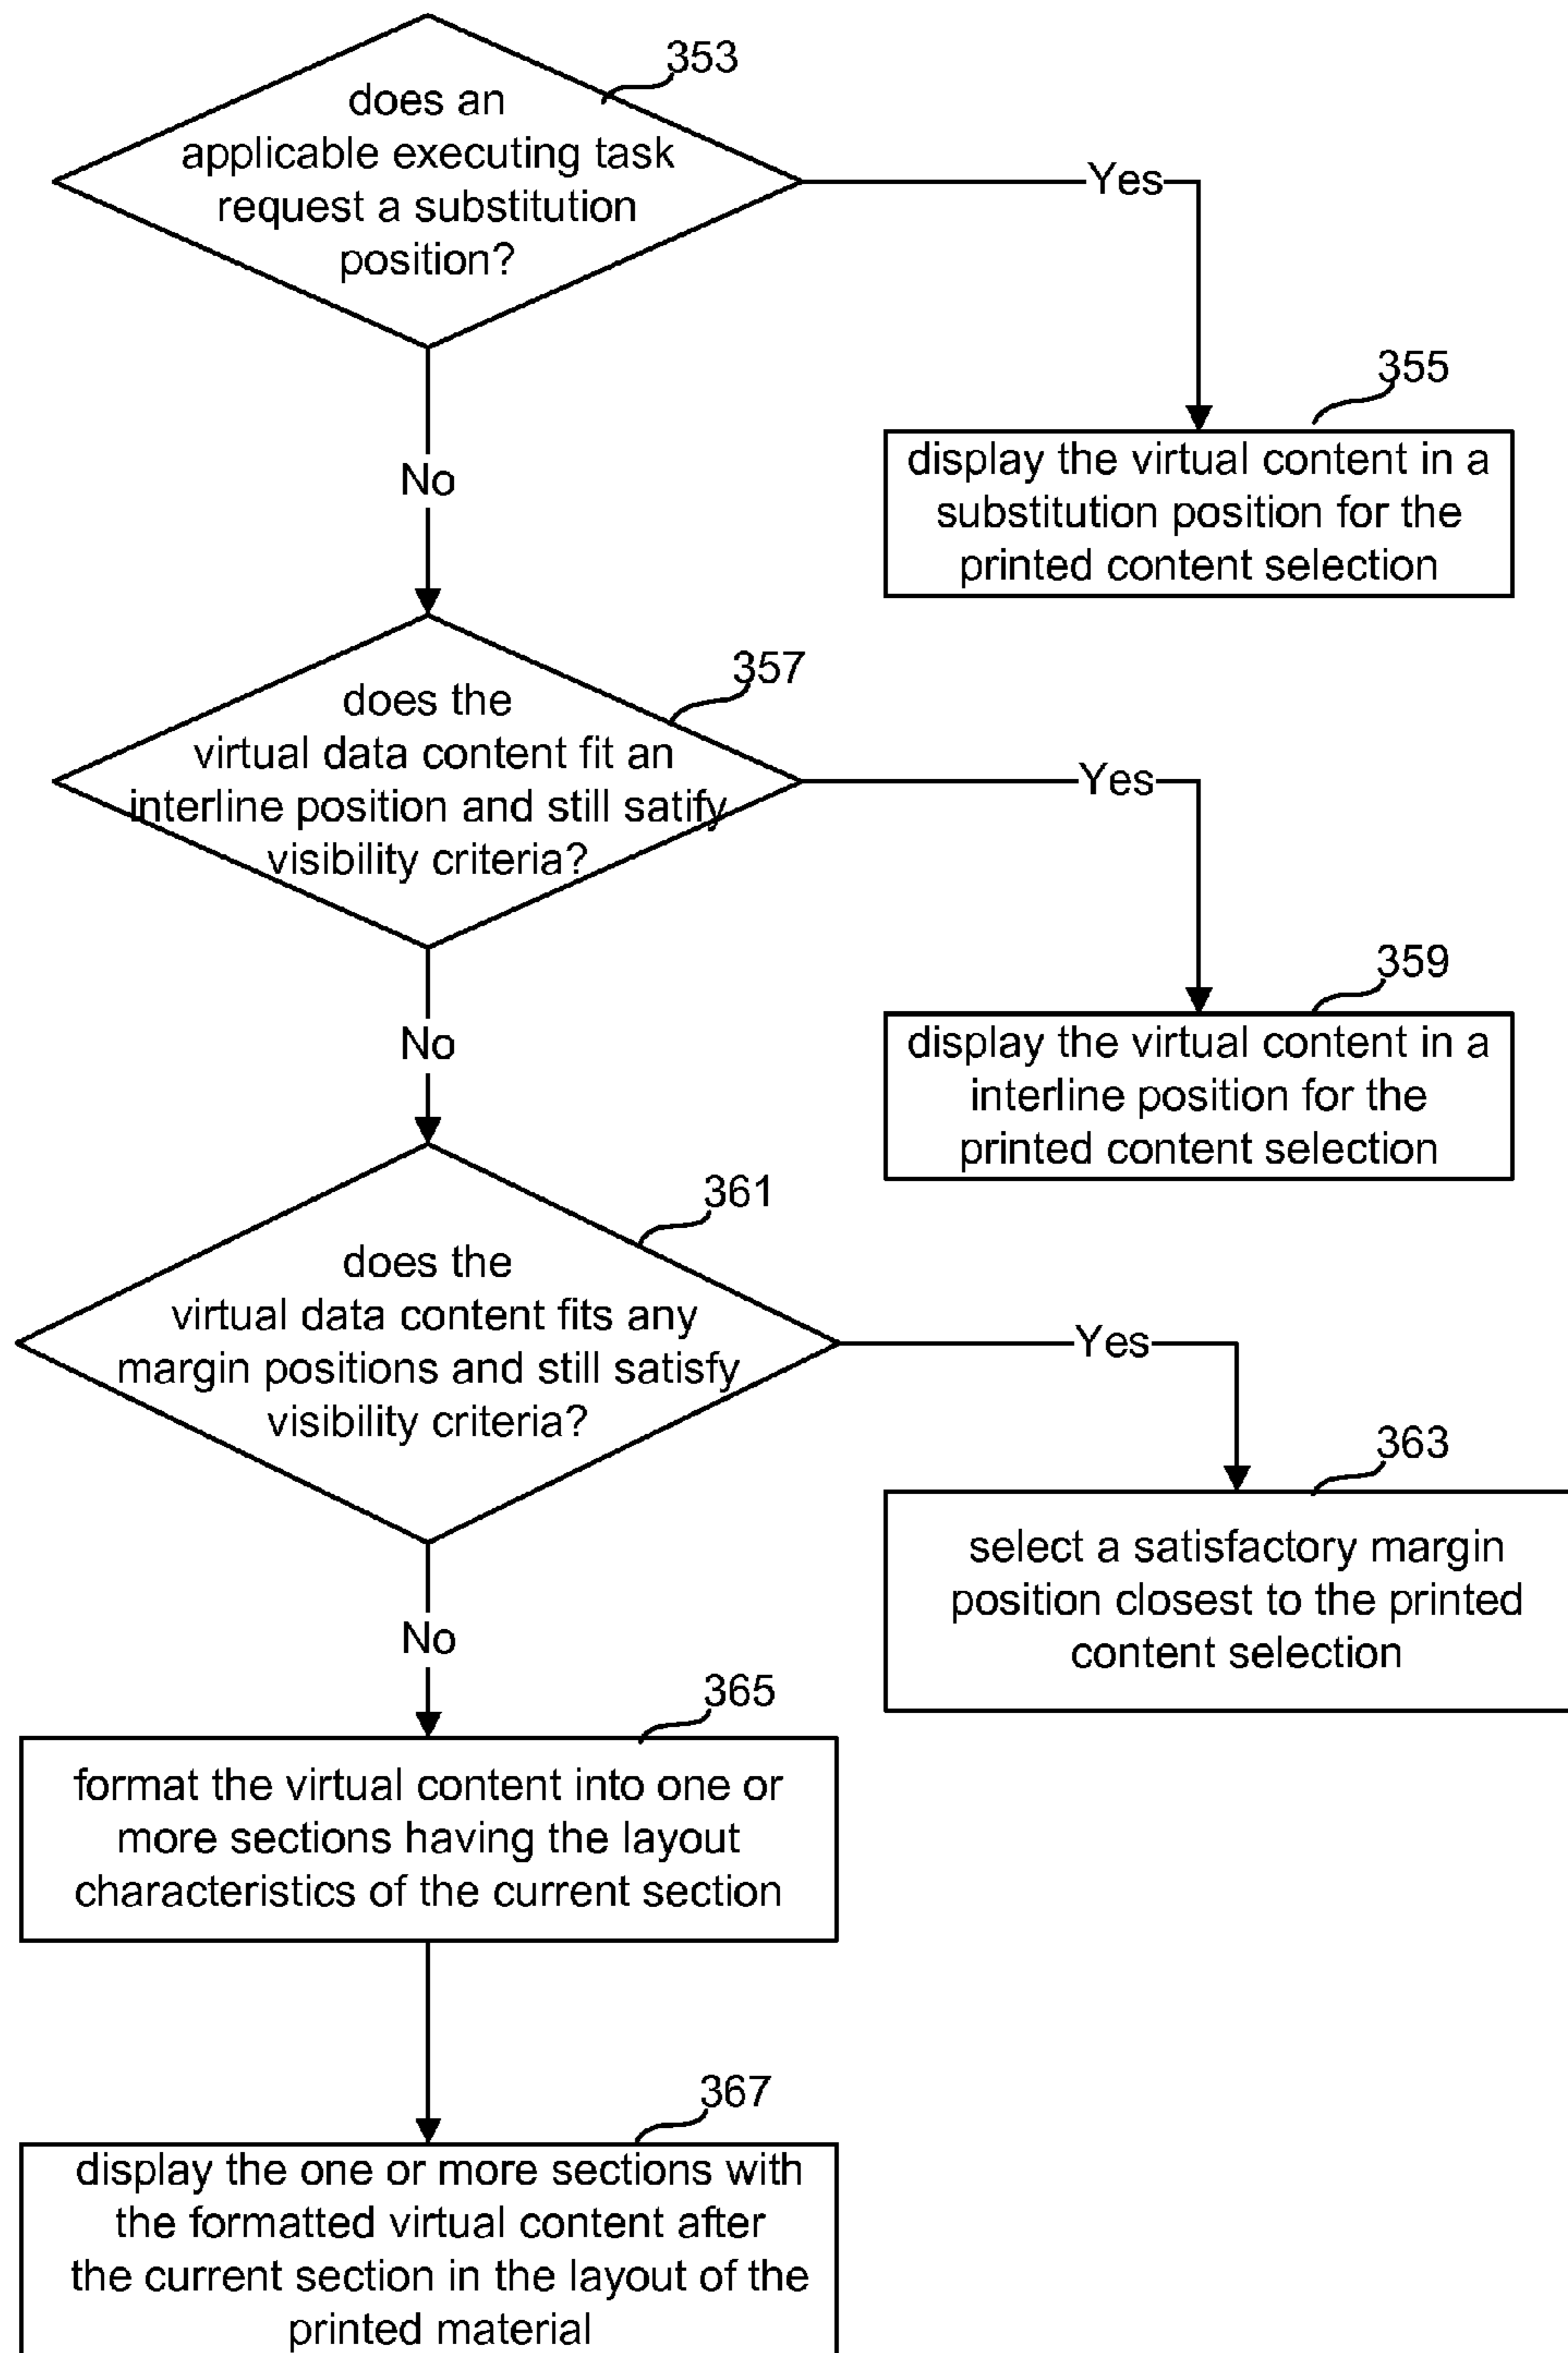 353
does an
applicable executing task
request a substitution
position?
Yes
355
display the virtual content in a
substitution position for the
printed content selection
No
357
does the
virtual data content fit an
interline position and still satify
visibility criteria?
Yes
359
display the virtual content in a
interline position for the
printed content selection
No
361
does the
virtual data content fits any
margin positions and still satisfy
visibility criteria?
Yes
363
select a satisfactory margin
position closest to the printed
content selection
No
365
format the virtual content into one or
more sections having the layout
characteristics of the current section
367
display the one or more sections with
the formatted virtual content after
the current section in the layout of the
printed material